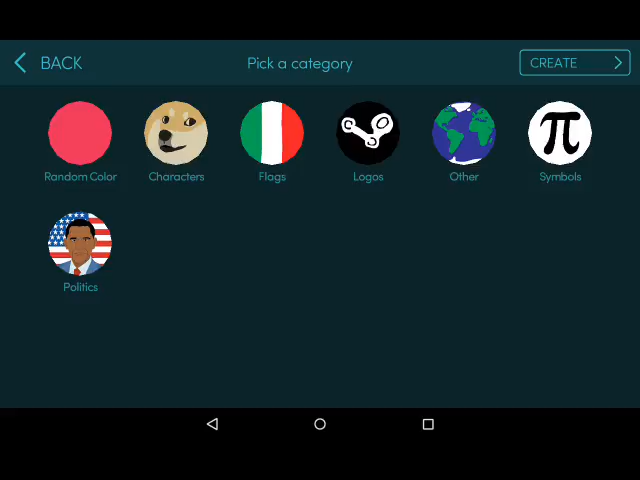 BACK
Pick a category
CREATE
Random Color
Characters
Flags
Logos
Other
Symbols
π
Politics